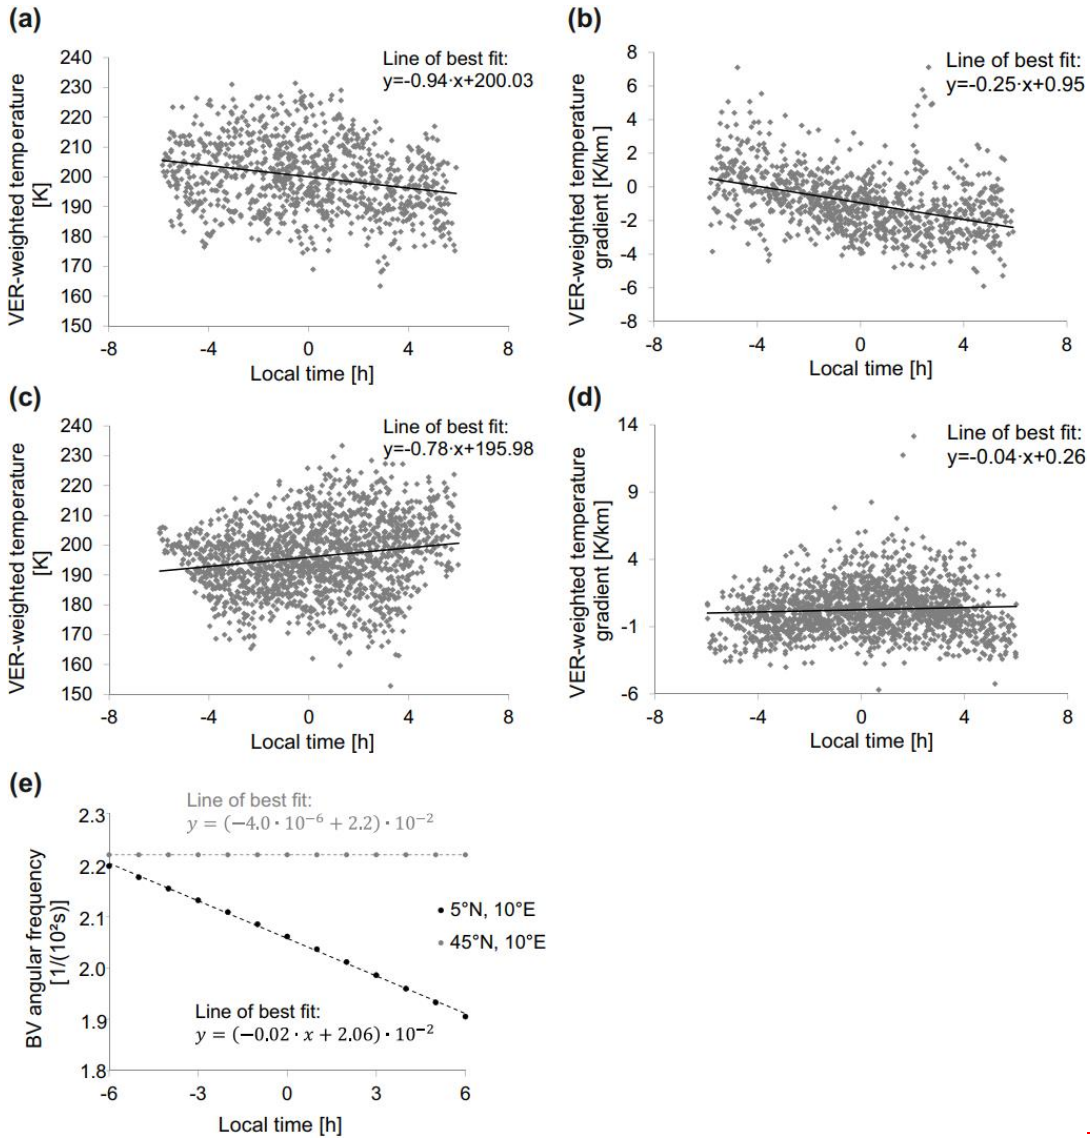 (a)
VER-weighted temperature
[K]
240
230
220
210
200
190
180
170
160
150
-8
-4
0
4
8
Local time [h]
Line of best fit:
y=-0.94·x+200.03
(b)
VER-weighted temperature
gradient [K/km]
8
6
4
2
0
-2
-4
-6
-8
-8
-4
0
4
8
Local time [h]
Line of best fit:
y=-0.25·x+0.95
(c)
VER-weighted temperature
[K]
240
230
220
210
200
190
180
170
160
150
-8
-4
0
4
8
Local time [h]
Line of best fit:
y=-0.78·x+195.98
(d)
VER-weighted temperature
gradient [K/km]
14
9
4
-1
-6
-8
-4
0
4
8
Local time [h]
Line of best fit:
y=-0.04·x+0.26
(e)
BV angular frequency
[1/(10²s)]
2.3
2.2
2.1
2.0
1.9
1.8
-6
-3
0
3
6
Local time [h]
Line of best fit:
y = (−4.0 · 10⁻⁶ + 2.2) · 10⁻²
5°N, 10°E
45°N, 10°E
Line of best fit:
y = (−0.02 · x + 2.06) · 10⁻²